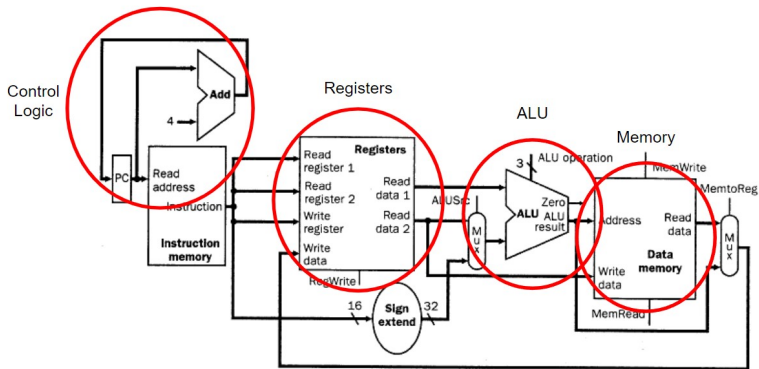 Control
Logic
Add
4
PC
Read
address
Instruction
Instruction
memory
Registers
Registers
Read
register 1
Read
register 2
Write
register
Write
data
Read
data 1
Read
data 2
RegWrite
16
Sign
extend
32
ALU
ALUSrc
Mux
3
ALU operation
ALU
Zero
ALU
result
Memory
MemWrite
Address
Read
data
Data
memory
Write
data
MemRead
MemtoReg
Mux